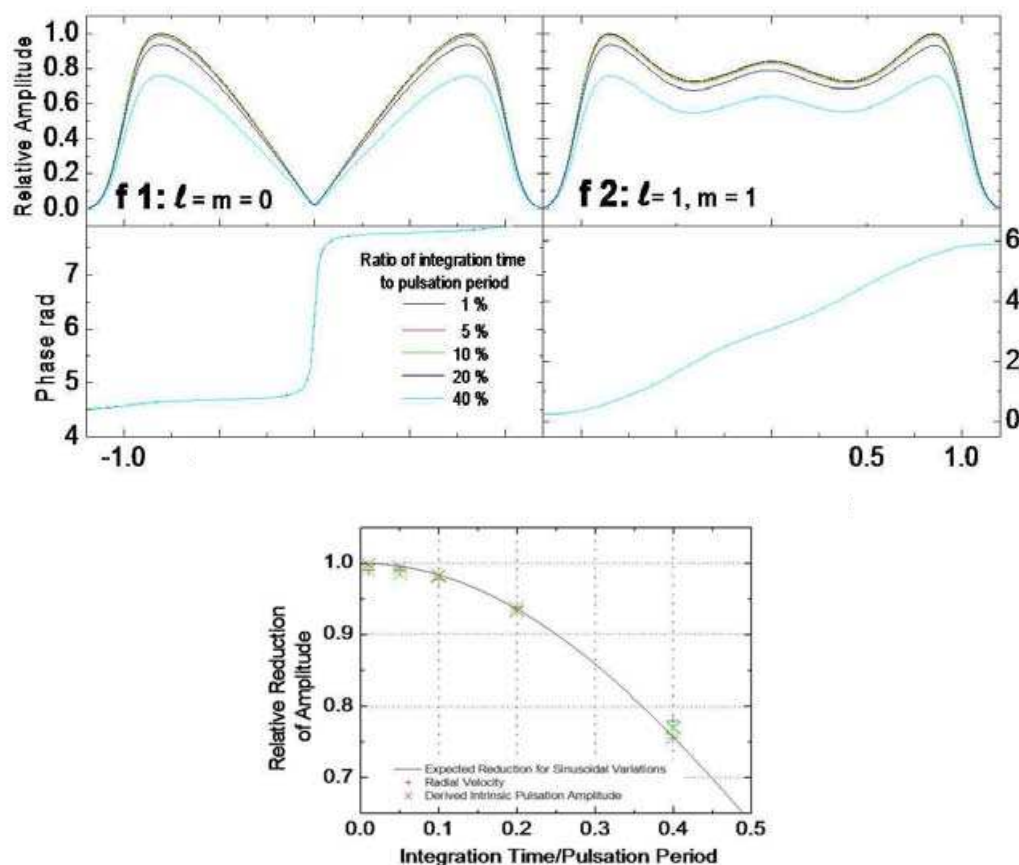 Relative Amplitude
1.0
0.8
0.6
0.4
0.2
0.0
f 1: ℓ = m = 0
f 2: ℓ= 1, m = 1
Phase rad
7
6
5
4
Ratio of integration time
to pulsation period
1 %
5 %
10 %
20 %
40 %
6
4
2
0
-1.0
0.5
1.0
Relative Reduction
of Amplitude
1.0
0.9
0.8
0.7
Expected Reduction for Sinusoidal Variations
Radial Velocity
Derived Intrinsic Pulsation Amplitude
0.0
0.1
0.2
0.3
0.4
0.5
Integration Time/Pulsation Period